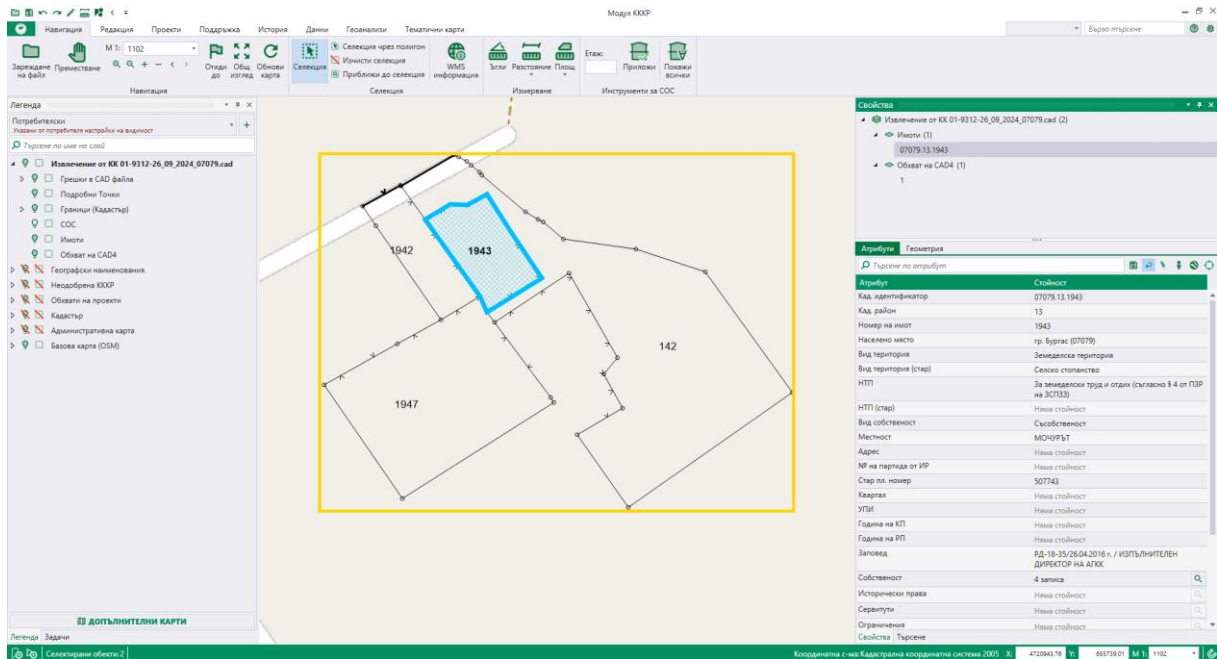 Модул КККР
Навигация Редакция Проекти Поддръжка История Данни Геоанализи Тематични карти
Бързо търсене
Зареждане на файл
Преместване
М 1: 1102
Отиди до
Общ изглед
Обнови карта
Селекция
Селекция чрез полигон
Изчисти селекция
Приближи до селекция
WMS информация
Ъгли Разстояние Площ
Етаж:
Приложи
Покажи всички
Навигация Селекция Измерване Инструменти за СОС
Легенда
Потребителски
Указани от потребителя настройки на видимост
Търсене по име на слой
Извлечение от КК 01-9312-26_09_2024_07079.cad
Грешки в CAD файла
Подробни Точки
Граници (Кадастър)
СОС
Имоти
Обхват на CAD4
Географски наименования
Неодобрена КККР
Обхвати на проекти
Кадастър
Административна карта
Базова карта (OSM)
ДОПЪЛНИТЕЛНИ КАРТИ
Легенда Задачи
1942
1943
142
1947
Свойства
Извлечение от КК 01-9312-26_09_2024_07079.cad (2)
Имоти (1)
07079.13.1943
Обхват на CAD4 (1)
1
Атрибути Геометрия
Търсене по атрибут
Атрибут Стойност
Кад. идентификатор 07079.13.1943
Кад. район 13
Номер на имот 1943
Населено място гр. Бургас (07079)
Вид територия Земеделска територия
Вид територия (стар) Селско стопанство
НТП За земеделски труд и отдих (съгласно § 4 от ПЗР
на ЗСПЗЗ)
НТП (стар) Няма стойност
Вид собственост Съсобственост
Местност МОЧУРЪТ
Адрес Няма стойност
№ на партида от ИР Няма стойност
Стар пл. номер 507743
Квартал Няма стойност
УПИ Няма стойност
Година на КП Няма стойност
Година на РП Няма стойност
Заповед РД-18-35/26.04.2016 г. / ИЗПЪЛНИТЕЛЕН
ДИРЕКТОР НА АГКК
Собственост 4 записа
Исторически права Няма стойност
Сервитути Няма стойност
Ограничения Няма стойност
Свойства Търсене
Селектирани обекти:2 Координатна с-ма:Кадастрална координатна система 2005 X: 4720943.78 Y: 665739.01 М 1: 1102